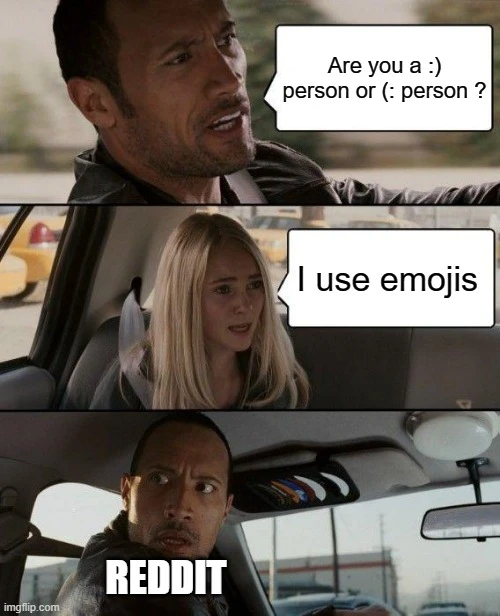 Are you a :)
person or (: person ?
I use emojis
REDDIT
imgflip.com